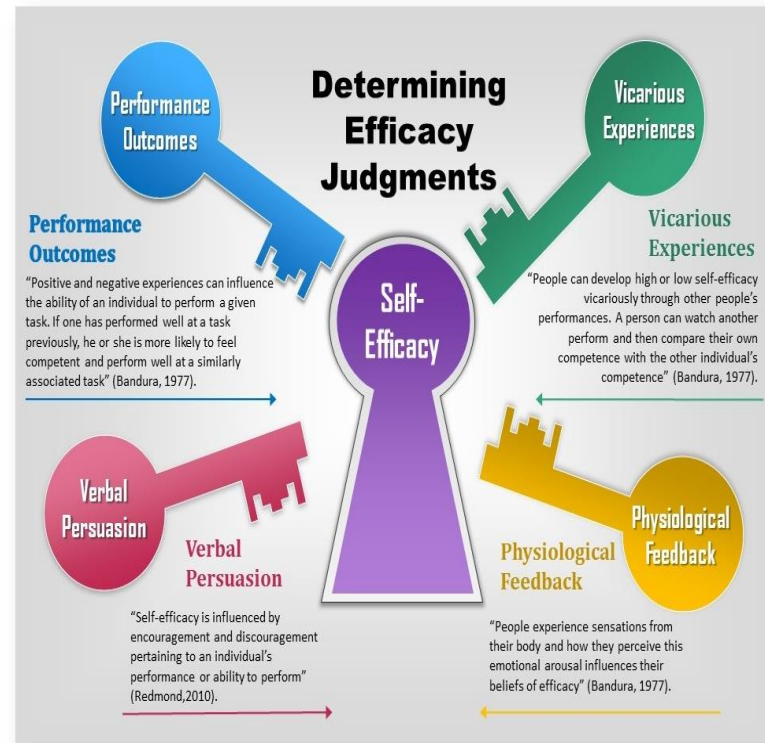 Determining
Efficacy
Judgments
Performance
Outcomes
Performance
Outcomes
“Positive and negative experiences can influence
the ability of an individual to perform a given
task. If one has performed well at a task
previously, he or she is more likely to feel
competent and perform well at a similarly
associated task” (Bandura, 1977).
Vicarious
Experiences
Vicarious
Experiences
“People can develop high or low self-efficacy
vicariously through other people’s
performances. A person can watch another
perform and then compare their own
competence with the other individual’s
competence” (Bandura, 1977).
Self-
Efficacy
Verbal
Persuasion
Verbal
Persuasion
“Self-efficacy is influenced by
encouragement and discouragement
pertaining to an individual’s
performance or ability to perform”
(Redmond,2010).
Physiological
Feedback
Physiological
Feedback
“People experience sensations from
their body and how they perceive this
emotional arousal influences their
beliefs of efficacy” (Bandura, 1977).